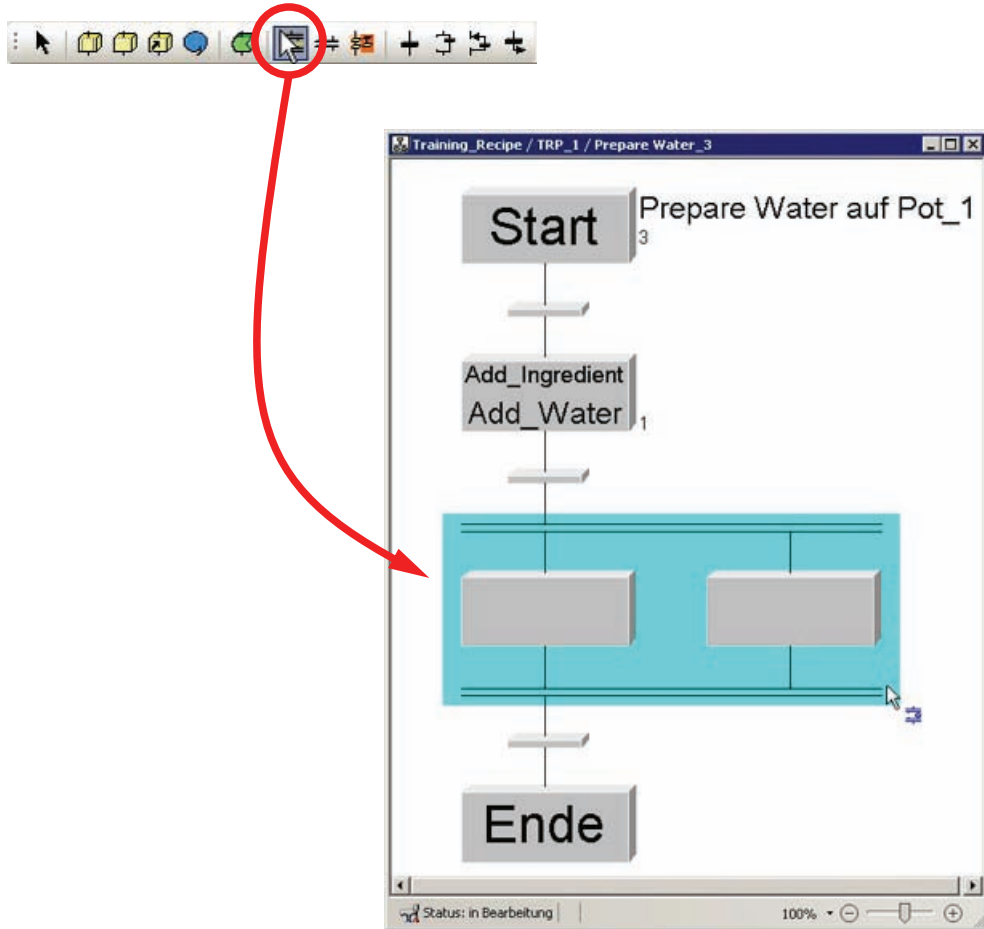 Training_Recipe / TRP_1 / Prepare Water_3
Start
Prepare Water auf Pot_1
3
Add_Ingredient
Add_Water
1
Ende
Status: in Bearbeitung
100%